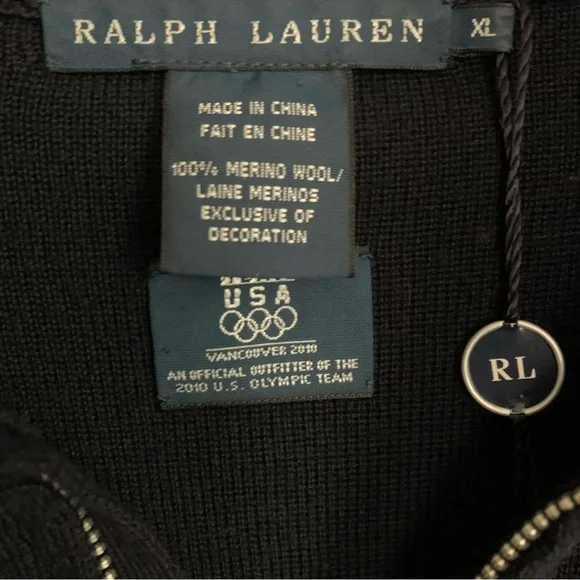 RALPH LAUREN XL
MADE IN CHINA
FAIT EN CHINE
100% MERINO WOOL/
LAINE MERINOS
EXCLUSIVE OF
DECORATION
USA
VANCOUVER 2010
AN OFFICIAL OUTFITTER OF THE
2010 U.S. OLYMPIC TEAM
RL